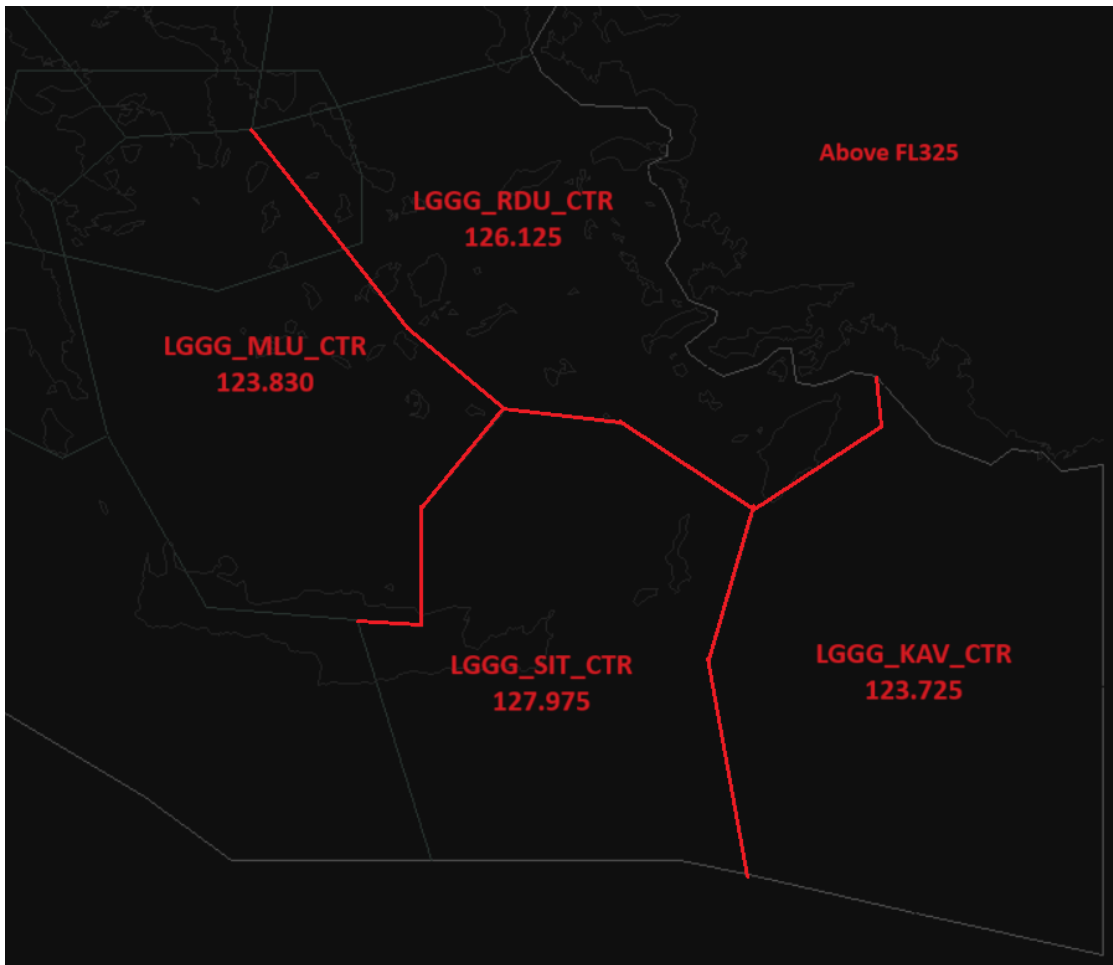 Above FL325
LGGG_RDU_CTR
126.125
LGGG_MLU_CTR
123.830
LGGG_SIT_CTR
127.975
LGGG_KAV_CTR
123.725